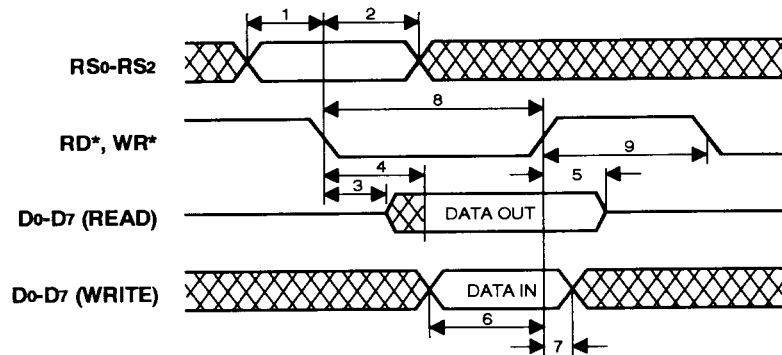 1 2
RS0-RS2
8
RD*, WR*
9
4
3 5
D0-D7 (READ) DATA OUT
D0-D7 (WRITE) DATA IN
6
7